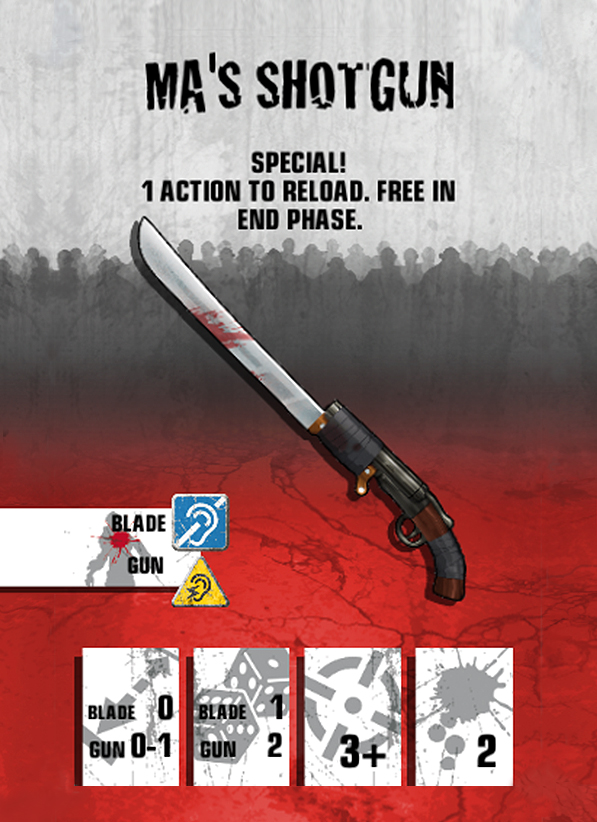 MA'S SHOTGUN
SPECIAL!
1 ACTION TO RELOAD. FREE IN
END PHASE.
BLADE
GUN
BLADE 0
GUN 0-1
BLADE 1
GUN 2
3+
2